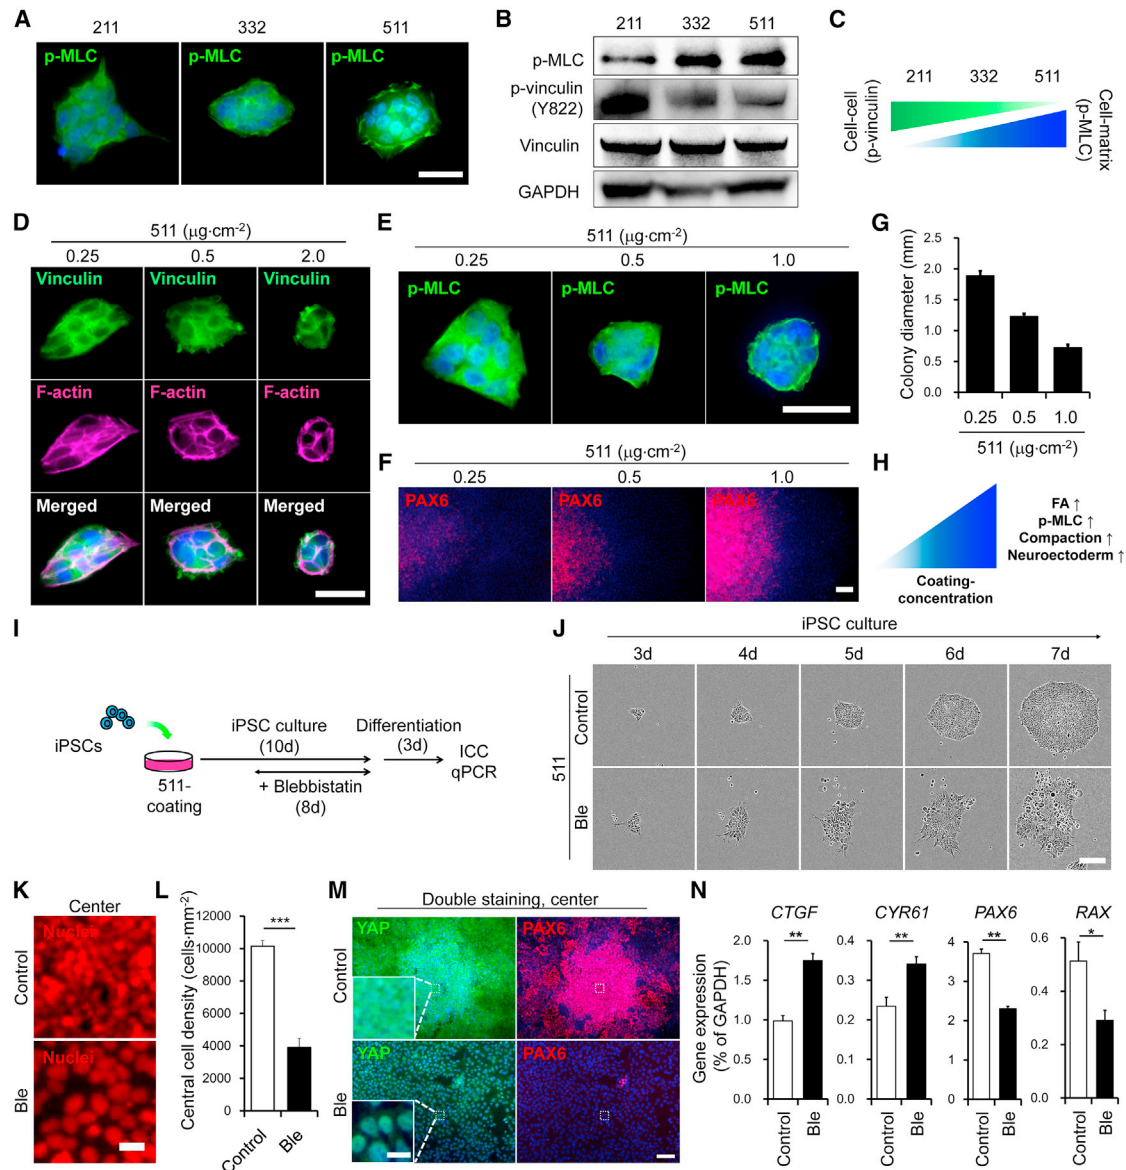 A
211 332 511
p-MLC p-MLC p-MLC
B
211 332 511
p-MLC
p-vinculin
(Y822)
Vinculin
GAPDH
C
211 332 511
Cell-cell
(p-vinculin)
Cell-matrix
(p-MLC)
D
511 (µg·cm-2)
0.25 0.5 2.0
Vinculin Vinculin Vinculin
F-actin F-actin F-actin
Merged Merged Merged
E
511 (µg·cm-2)
0.25 0.5 1.0
p-MLC p-MLC p-MLC
F
511 (µg·cm-2)
0.25 0.5 1.0
PAX6 PAX6 PAX6
G
Colony diameter (mm)
2.5
2.0
1.5
1.0
0.5
0.0
0.25 0.5 1.0
511 (µg·cm-2)
H
FA ↑
p-MLC ↑
Compaction ↑
Neuroectoderm ↑
Coating-
concentration
I
iPSCs
511-
coating
iPSC culture
(10d)
+ Blebbistatin
(8d)
Differentiation
(3d)
ICC
qPCR
J
iPSC culture
3d 4d 5d 6d 7d
511
Control
Ble
K
Center
Control
Nuclei
Ble
Nuclei
L
Central cell density (cells·mm-2)
12000
10000
8000
6000
4000
2000
0
***
Control Ble
M
Double staining, center
Control
YAP PAX6
Ble
YAP PAX6
N
Gene expression
(% of GAPDH)
CTGF
2.0
1.5
1.0
0.5
0.0
**
Control Ble
CYR61
0.4
0.3
0.2
0.1
0.0
**
Control Ble
PAX6
4
3
2
1
0
**
Control Ble
RAX
0.6
0.4
0.2
0.0
*
Control Ble